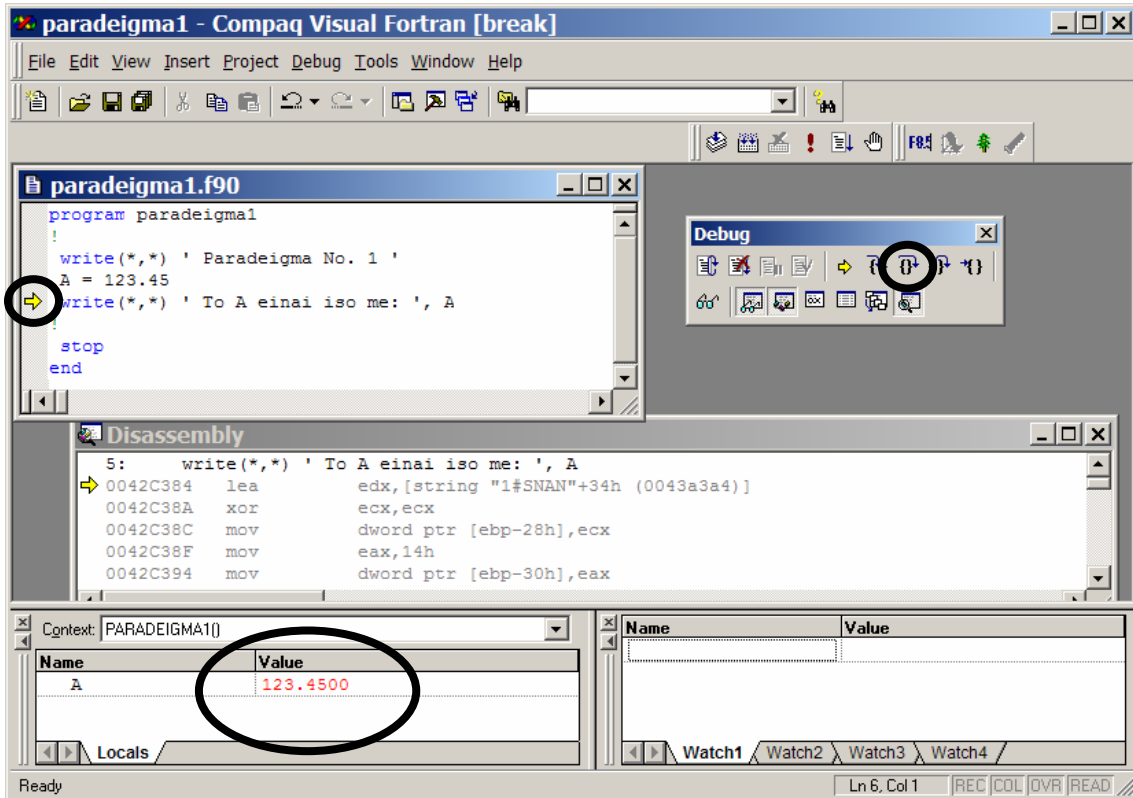 paradeigma1 - Compaq Visual Fortran [break]
File Edit View Insert Project Debug Tools Window Help
paradeigma1.f90
program paradeigma1
!
write(*,*) ' Paradeigma No. 1 '
A = 123.45
write(*,*) ' To A einai iso me: ', A
!
stop
end
Debug
Disassembly
5: write(*,*) ' To A einai iso me: ', A
0042C384 lea edx,[string "1#SNAN"+34h (0043a3a4)]
0042C38A xor ecx,ecx
0042C38C mov dword ptr [ebp-28h],ecx
0042C38F mov eax,14h
0042C394 mov dword ptr [ebp-30h],eax
Context: PARADEIGMA1()
Name Value
A 123.4500
Locals
Name Value
Watch1 Watch2 Watch3 Watch4
Ready Ln 6, Col 1 REC COL OVR READ